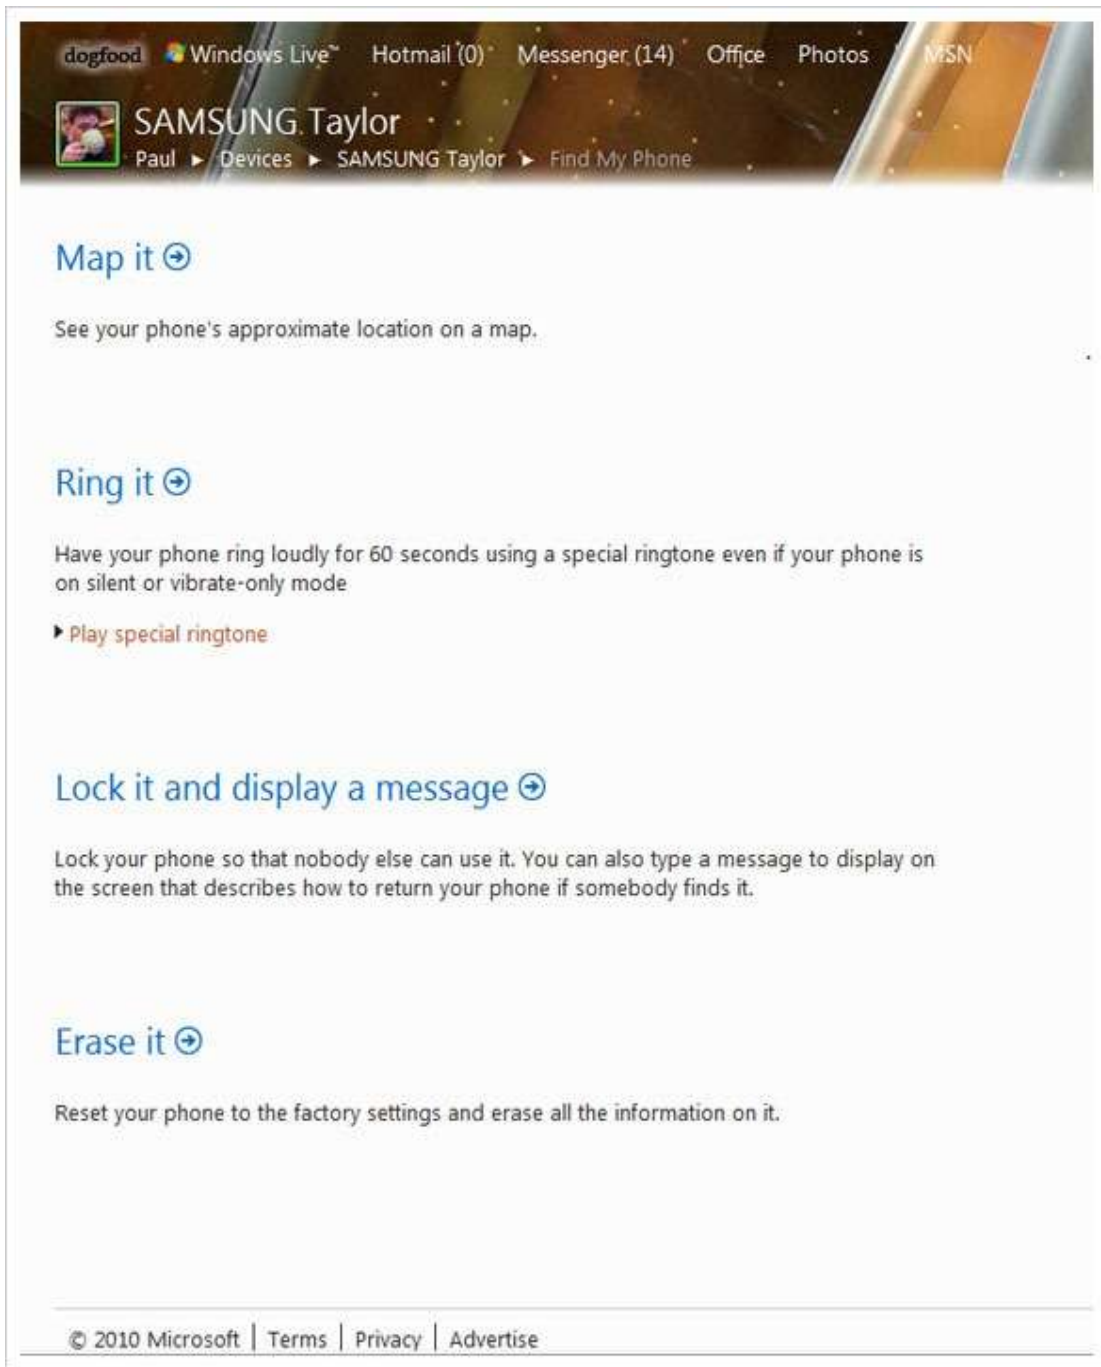 dogfood Windows Live™ Hotmail (0) Messenger (14) Office Photos MSN
SAMSUNG Taylor
Paul ▸ Devices ▸ SAMSUNG Taylor ▸ Find My Phone
Map it
See your phone's approximate location on a map.
Ring it
Have your phone ring loudly for 60 seconds using a special ringtone even if your phone is
on silent or vibrate-only mode
Play special ringtone
Lock it and display a message
Lock your phone so that nobody else can use it. You can also type a message to display on
the screen that describes how to return your phone if somebody finds it.
Erase it
Reset your phone to the factory settings and erase all the information on it.
© 2010 Microsoft | Terms | Privacy | Advertise